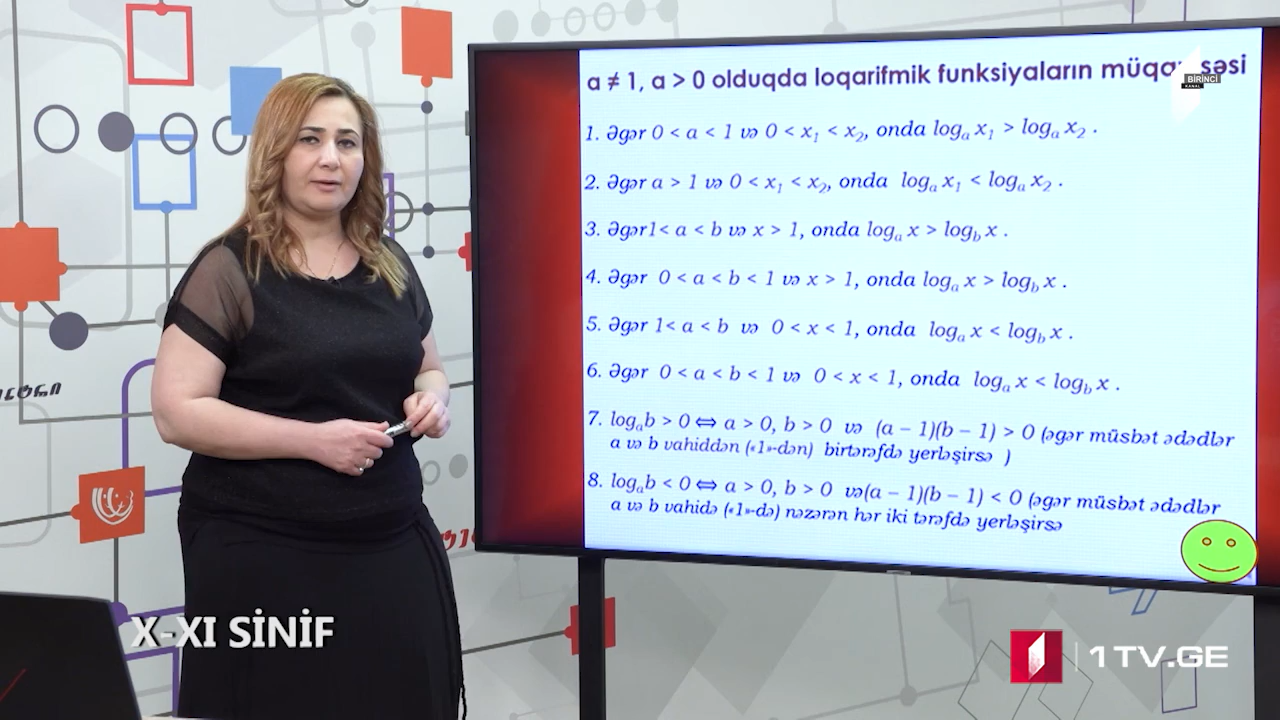 a ≠ 1, a > 0 olduqda loqarifmik funksiyaların
BİRİNCİ
KANAL
1. Əgər 0 < a < 1 və 0 < x₁ < x₂, onda logₐ x₁ > logₐ x₂ .
2. Əgər a > 1 və 0 < x₁ < x₂, onda logₐ x₁ < logₐ x₂ .
3. Əgər1< a < b və x > 1, onda logₐ x > log_b x .
4. Əgər 0 < a < b < 1 və x > 1, onda logₐ x > log_b x .
5. Əgər 1< a < b və 0 < x < 1, onda logₐ x < log_b x .
6. Əgər 0 < a < b < 1 və 0 < x < 1, onda logₐ x < log_b x .
7. logₐb > 0 ⇔ a > 0, b > 0 və (a – 1)(b – 1) > 0 (əgər müsbət ədədlər
a və b vahiddən («1»-dən) birtərəfdə yerləşirsə )
8. logₐb < 0 ⇔ a > 0, b > 0 və(a – 1)(b – 1) < 0 (əgər müsbət ədədlər
a və b vahidə («1»-də) nəzərən hər iki tərəfdə yerləşirsə
X-XI SİNİF
1TV.GE